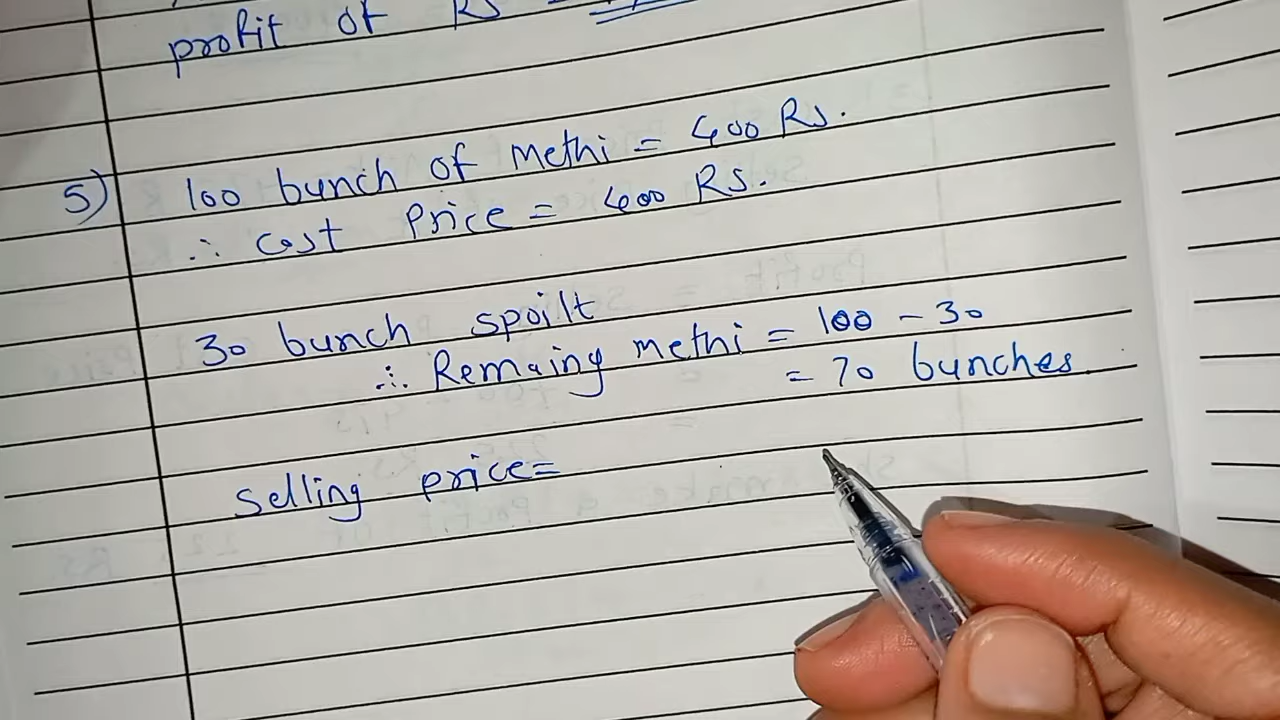 profit of Rs
5) 100 bunch of methi = 400 Rs.
∴ cost price = 400 Rs.
30 bunch spoilt
∴ Remaing methi = 100 - 30
= 70 bunches.
Selling price=